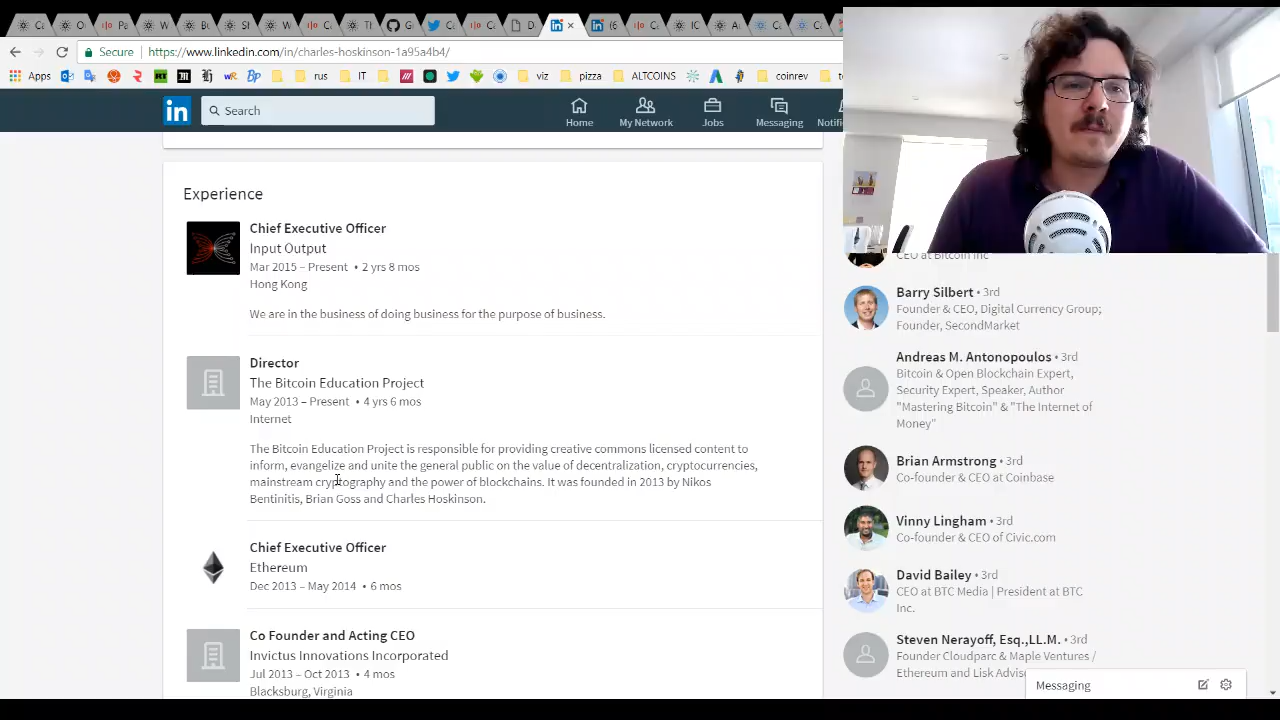 Secure
https://www.linkedin.com/in/charles-hoskinson-1a95a4b4/
Apps
rus
IT
viz
pizza
ALTCOINS
coinrev
in
Search
Home
My Network
Jobs
Messaging
Experience
Chief Executive Officer
Input Output
Mar 2015 – Present • 2 yrs 8 mos
Hong Kong
We are in the business of doing business for the purpose of business.
Director
The Bitcoin Education Project
May 2013 – Present • 4 yrs 6 mos
Internet
The Bitcoin Education Project is responsible for providing creative commons licensed content to
inform, evangelize and unite the general public on the value of decentralization, cryptocurrencies,
mainstream cryptography and the power of blockchains. It was founded in 2013 by Nikos
Bentinitis, Brian Goss and Charles Hoskinson.
Chief Executive Officer
Ethereum
Dec 2013 – May 2014 • 6 mos
Co Founder and Acting CEO
Invictus Innovations Incorporated
Jul 2013 – Oct 2013 • 4 mos
Blacksburg, Virginia
CEO at Bitcoin Inc
Barry Silbert • 3rd
Founder & CEO, Digital Currency Group;
Founder, SecondMarket
Andreas M. Antonopoulos • 3rd
Bitcoin & Open Blockchain Expert,
Security Expert, Speaker, Author
"Mastering Bitcoin" & "The Internet of
Money"
Brian Armstrong • 3rd
Co-founder & CEO at Coinbase
Vinny Lingham • 3rd
Co-founder & CEO of Civic.com
David Bailey • 3rd
CEO at BTC Media | President at BTC
Inc.
Steven Nerayoff, Esq.,LL.M. • 3rd
Founder Cloudparc & Maple Ventures /
Ethereum and Lisk Advis
Messaging